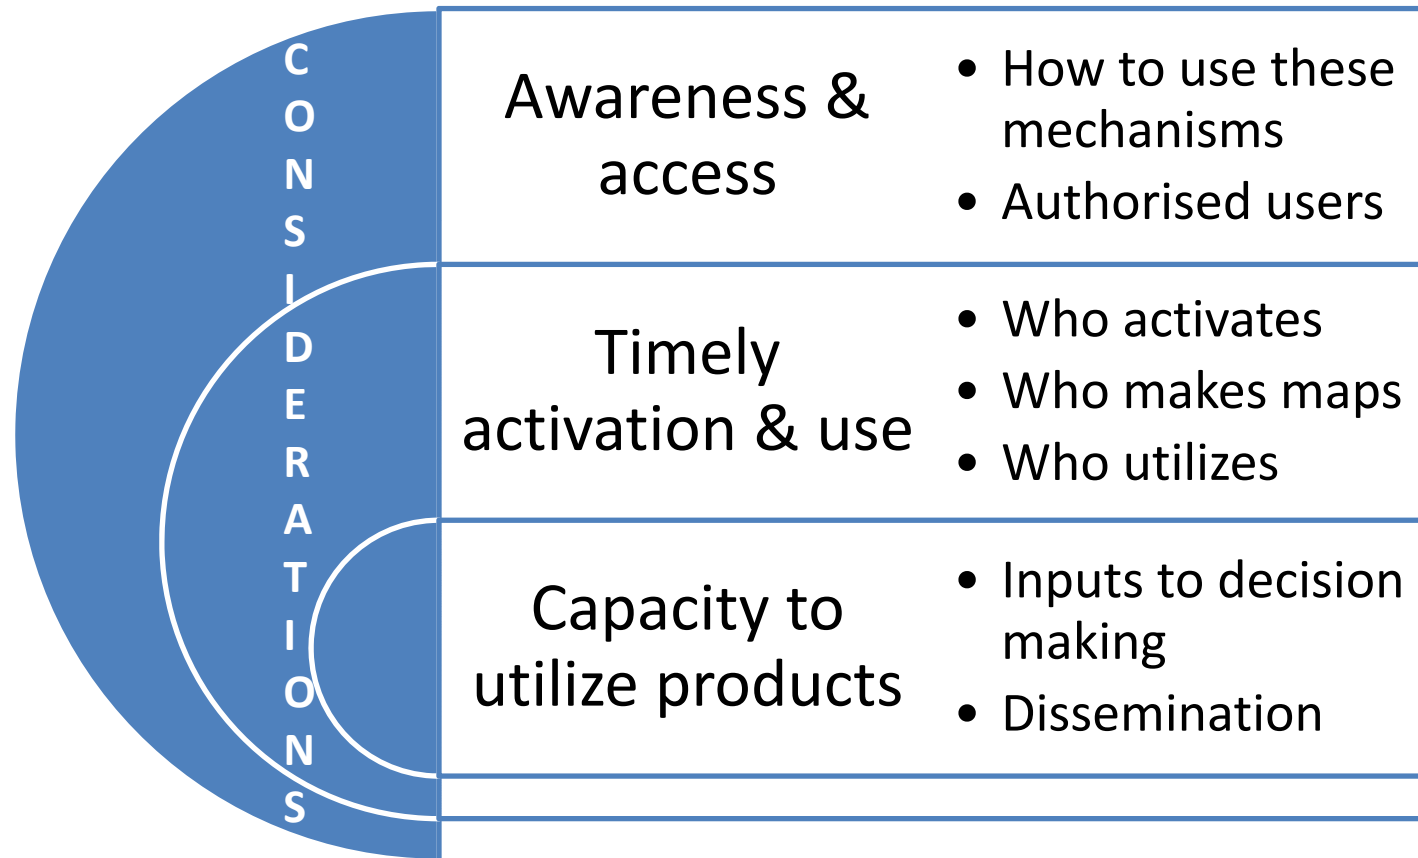 CONSIDERATIONS
Awareness &
access
• How to use these
mechanisms
• Authorised users
Timely
activation & use
• Who activates
• Who makes maps
• Who utilizes
Capacity to
utilize products
• Inputs to decision
making
• Dissemination